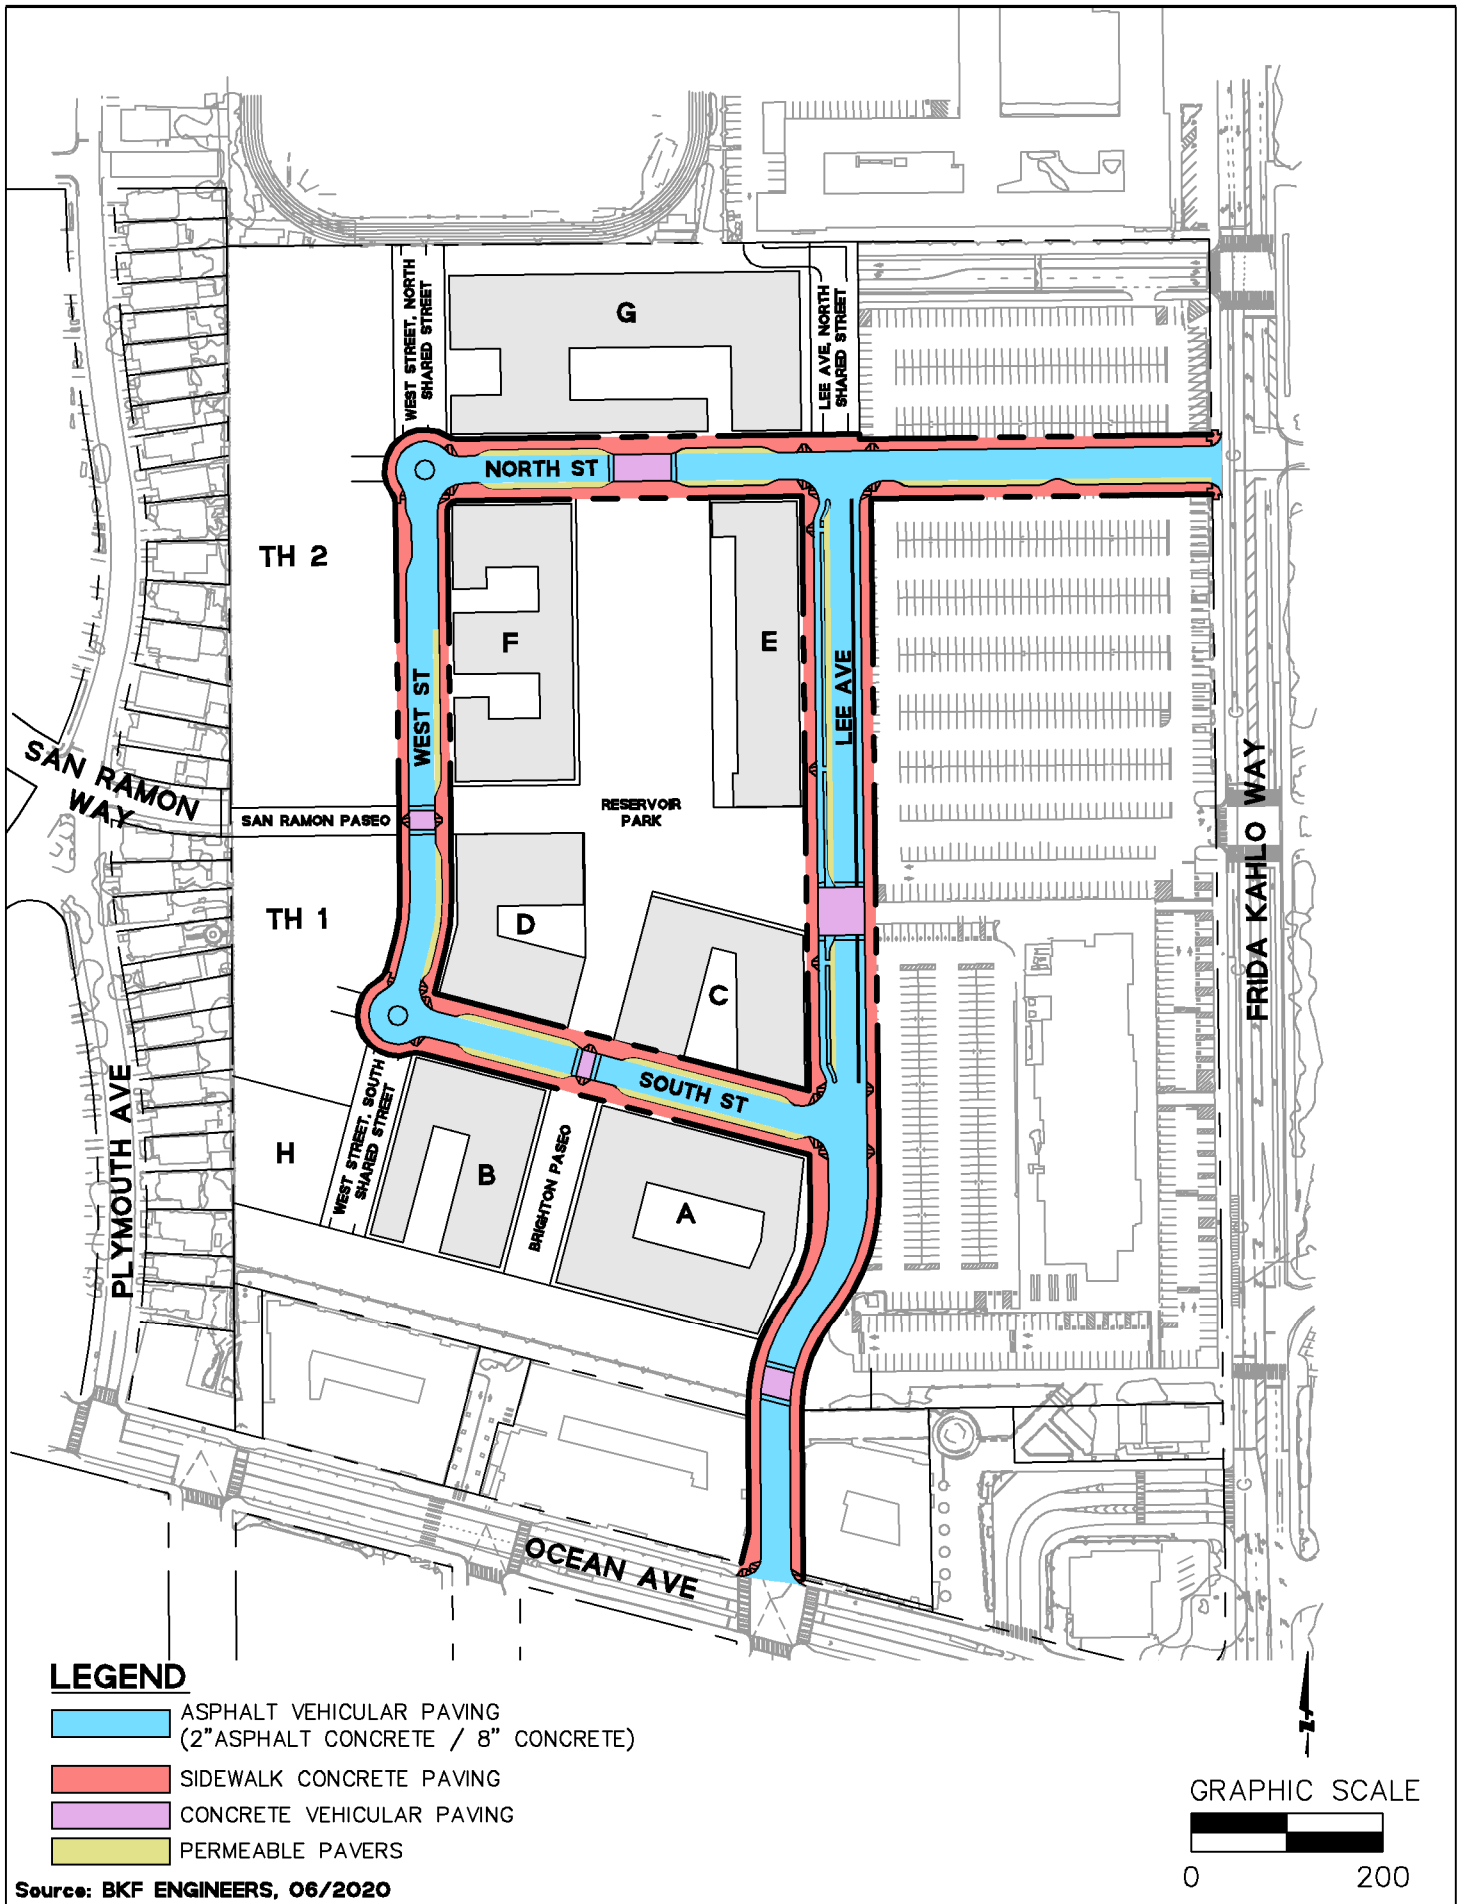 WEST STREET, NORTH
SHARED STREET
G
LEE AVE, NORTH
SHARED STREET
NORTH ST
TH 2
F
E
WEST ST
LEE AVE
SAN RAMON
WAY
SAN RAMON PASEO
RESERVOIR
PARK
FRIDA KAHLO WAY
TH 1
D
C
SOUTH ST
PLYMOUTH AVE
WEST STREET, SOUTH
SHARED STREET
H
B
BRIGHTON PASEO
A
OCEAN AVE
LEGEND
ASPHALT VEHICULAR PAVING
(2"ASPHALT CONCRETE / 8" CONCRETE)
SIDEWALK CONCRETE PAVING
CONCRETE VEHICULAR PAVING
PERMEABLE PAVERS
Z
GRAPHIC SCALE
0 200
Source: BKF ENGINEERS, 06/2020